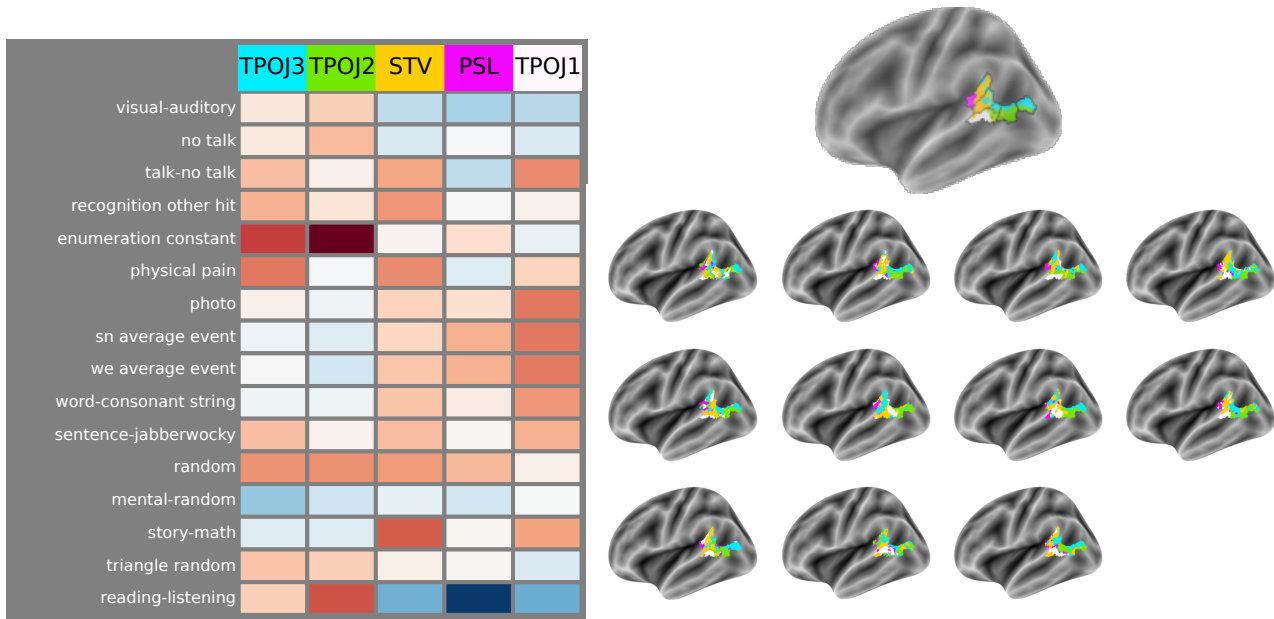 TPOJ3 TPOJ2 STV PSL TPOJ1
visual-auditory
no talk
talk-no talk
recognition other hit
enumeration constant
physical pain
photo
sn average event
we average event
word-consonant string
sentence-jabberwocky
random
mental-random
story-math
triangle random
reading-listening